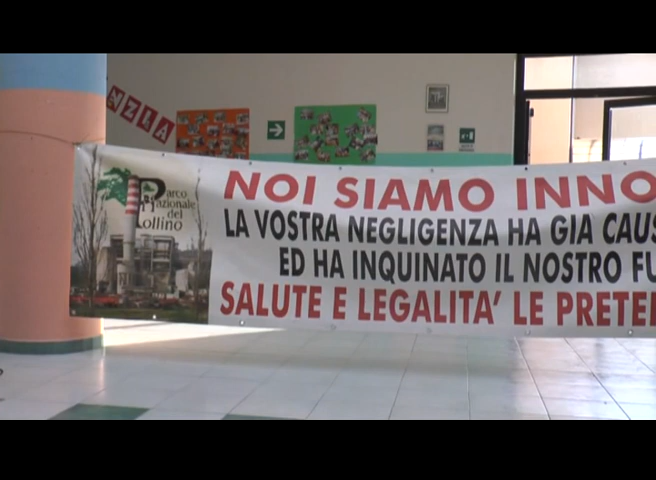 NZLA
Parco
Nazionale
del
Pollino
NOI SIAMO INNO
LA VOSTRA NEGLIGENZA HA GIA CAUS
ED HA INQUINATO IL NOSTRO FU
SALUTE E LEGALITA' LE PRETE